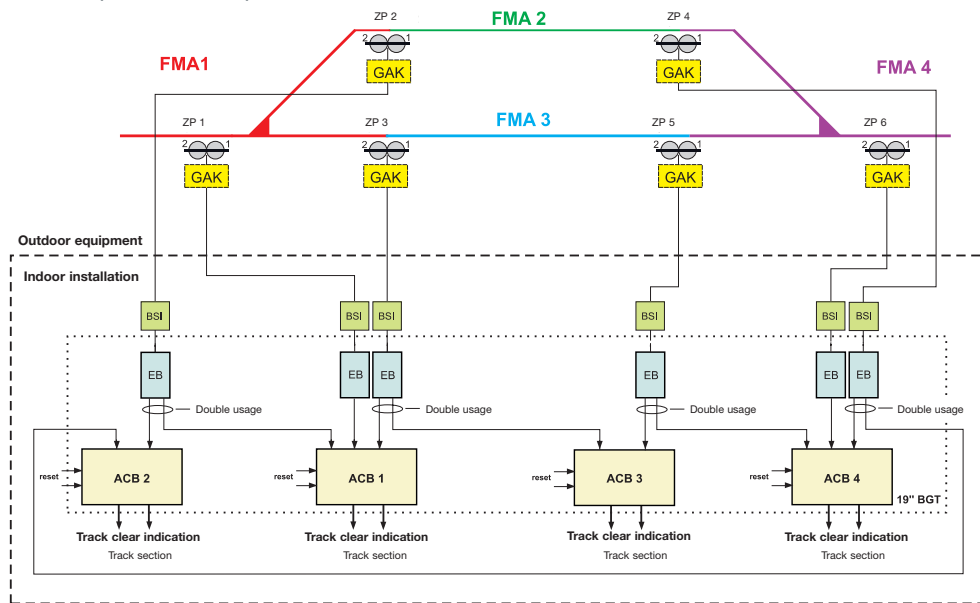 ZP 2
FMA 2
ZP 4
2 1
2 1
FMA1
GAK
GAK
FMA 4
ZP 1
ZP 3
FMA 3
ZP 5
ZP 6
2 1
2 1
2 1
2 1
GAK
GAK
GAK
GAK
Outdoor equipment
Indoor installation
BSI
BSI
BSI
BSI
BSI
BSI
EB
EB
EB
EB
EB
EB
Double usage
Double usage
Double usage
Double usage
reset
ACB 2
reset
ACB 1
reset
ACB 3
reset
ACB 4
19" BGT
Track clear indication
Track clear indication
Track clear indication
Track clear indication
Track section
Track section
Track section
Track section